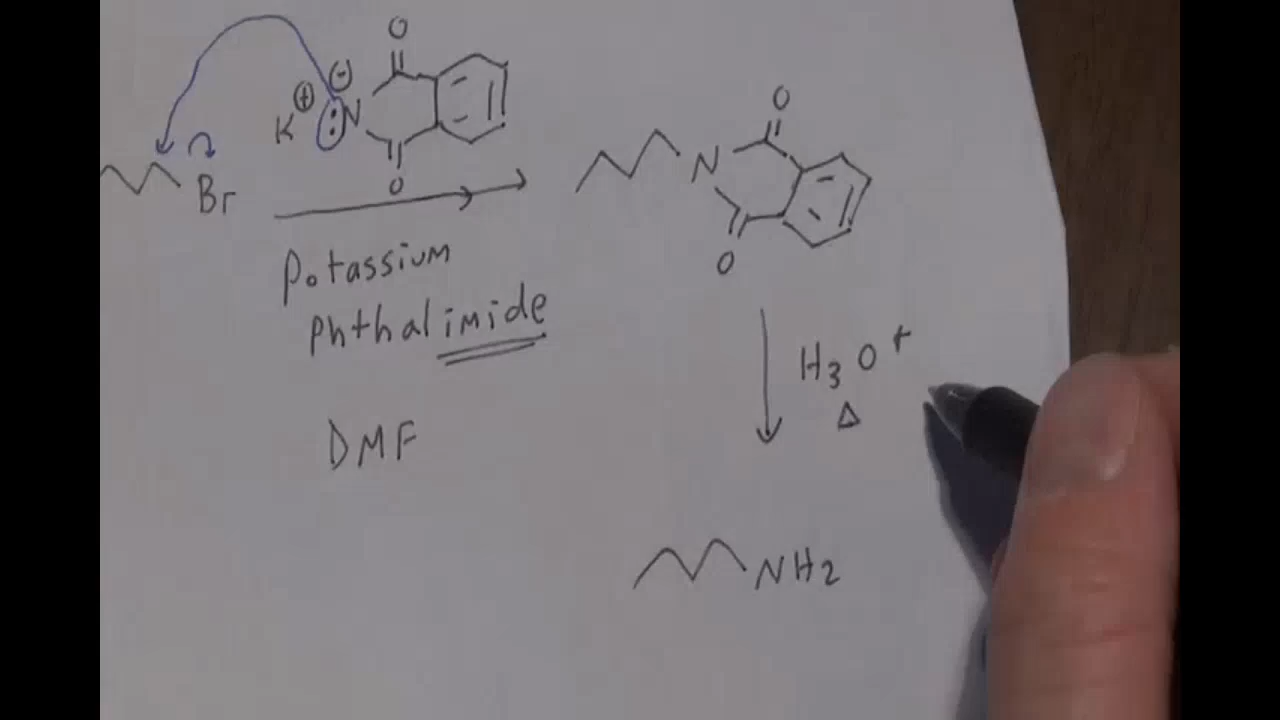 O
⊖
K⊕ :N
O
Br
Potassium
Phthalimide
DMF
O
N
O
H3O+
Δ
NH2